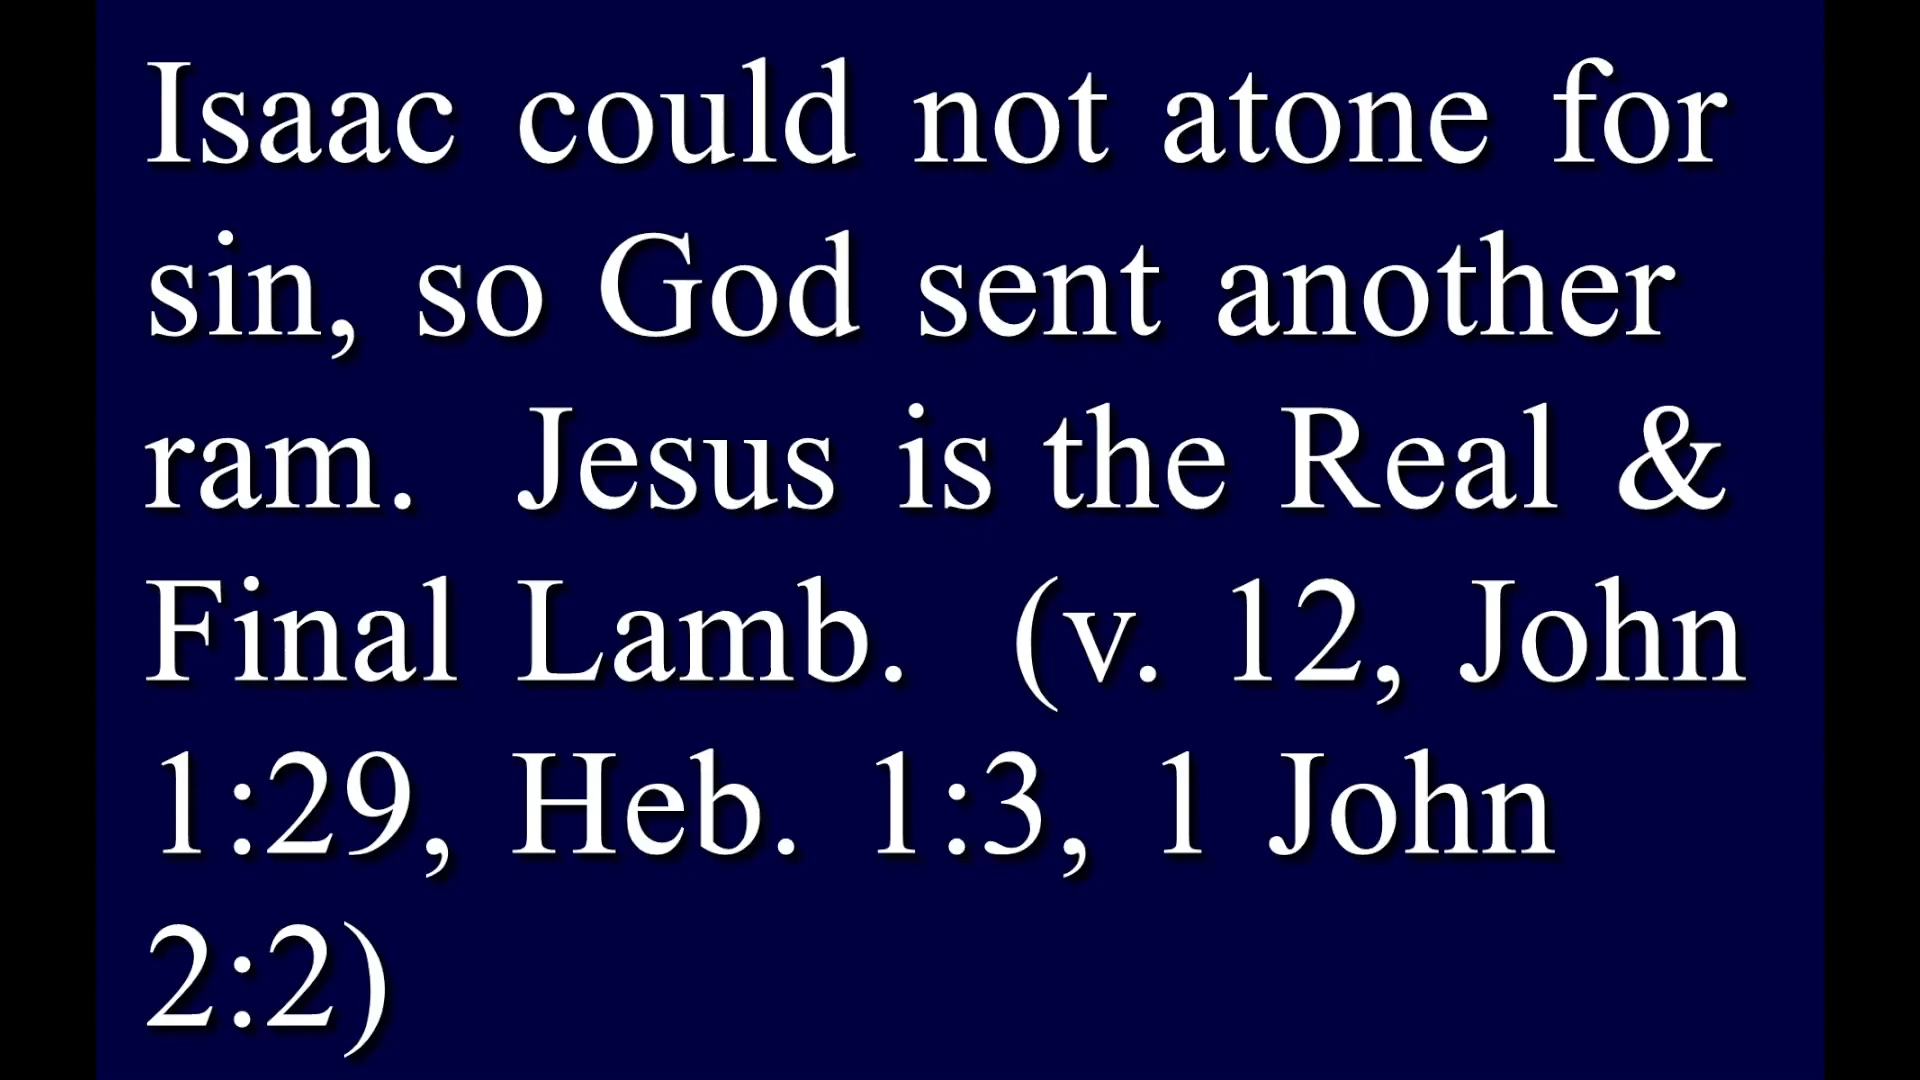 Isaac could not atone for
sin, so God sent another
ram. Jesus is the Real &
Final Lamb. (v. 12, John
1:29, Heb. 1:3, 1 John
2:2)